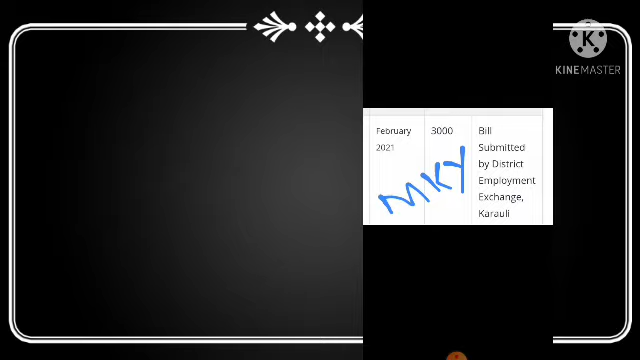 KINEMASTER
February
2021
3000
Bill
Submitted
by District
Employment
Exchange,
Karauli
MKY